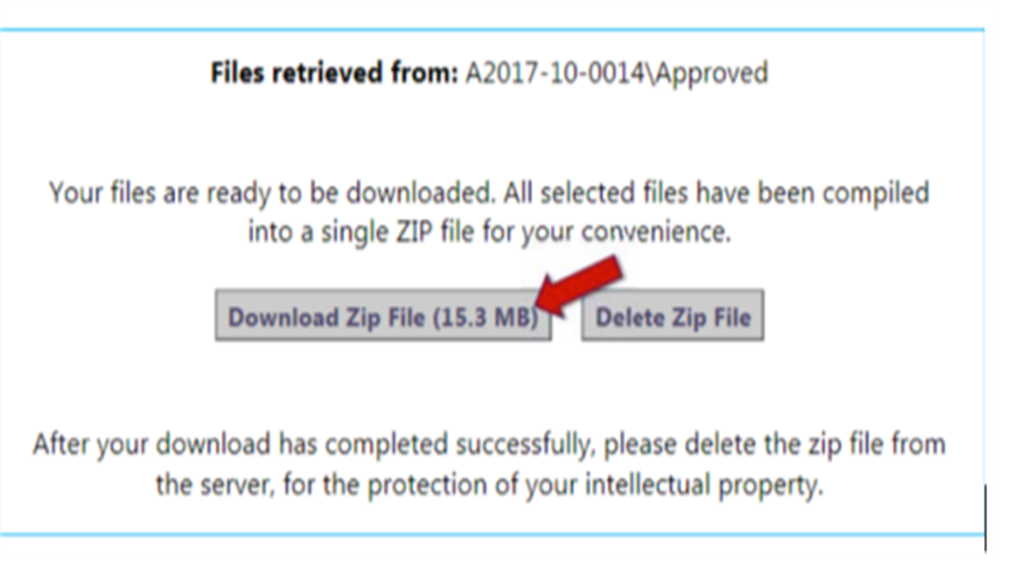 Files retrieved from: A2017-10-0014\Approved
Your files are ready to be downloaded. All selected files have been compiled
into a single ZIP file for your convenience.
Download Zip File (15.3 MB) Delete Zip File
After your download has completed successfully, please delete the zip file from
the server, for the protection of your intellectual property.